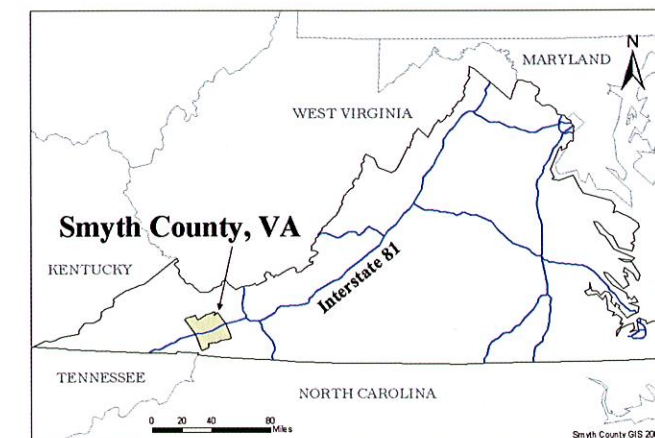 N
MARYLAND
WEST VIRGINIA
Smyth County, VA
KENTUCKY
Interstate 81
TENNESSEE
NORTH CAROLINA
0 20 40 80
Miles
Smyth County GIS